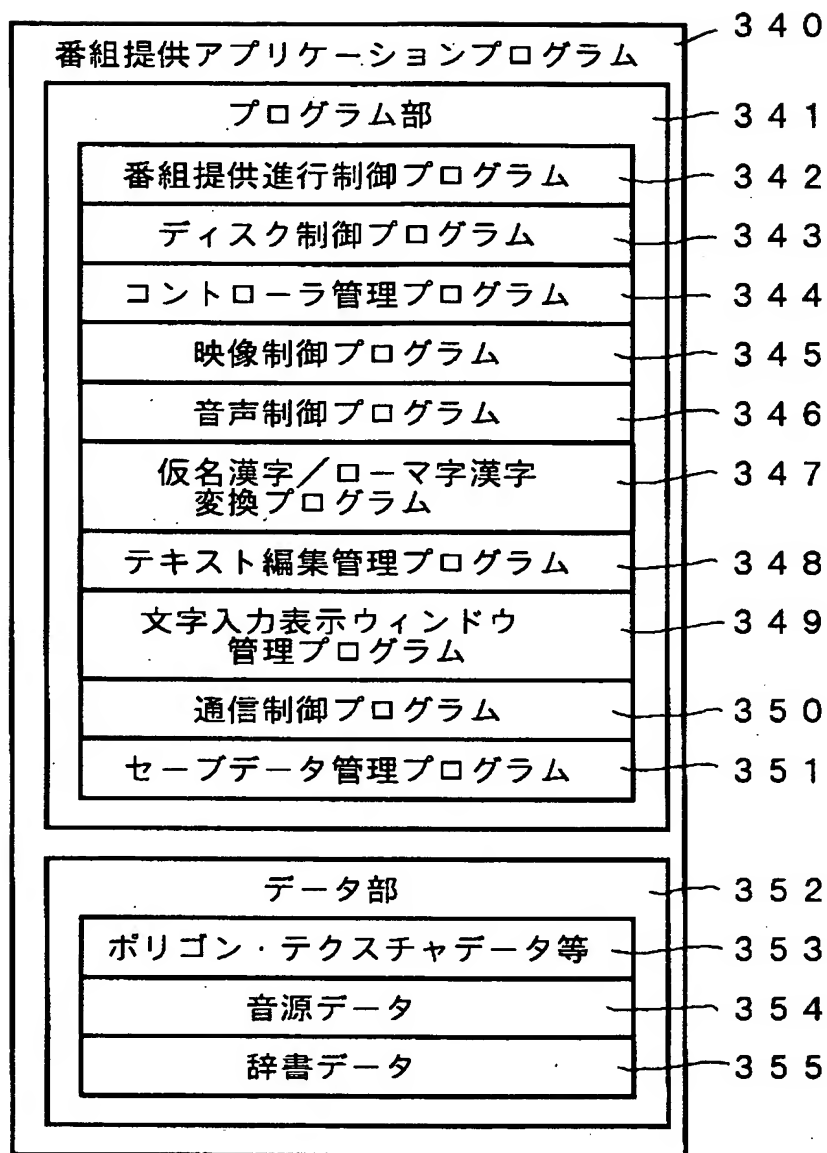 番組提供アプリケーションプログラム ３４０
プログラム部 ３４１
番組提供進行制御プログラム ３４２
ディスク制御プログラム ３４３
コントローラ管理プログラム ３４４
映像制御プログラム ３４５
音声制御プログラム ３４６
仮名漢字／ローマ字漢字 ３４７
変換プログラム
テキスト編集管理プログラム ３４８
文字入力表示ウィンドウ ３４９
管理プログラム
通信制御プログラム ３５０
セーブデータ管理プログラム ３５１
データ部 ３５２
ポリゴン・テクスチャデータ等 ３５３
音源データ ３５４
辞書データ ３５５